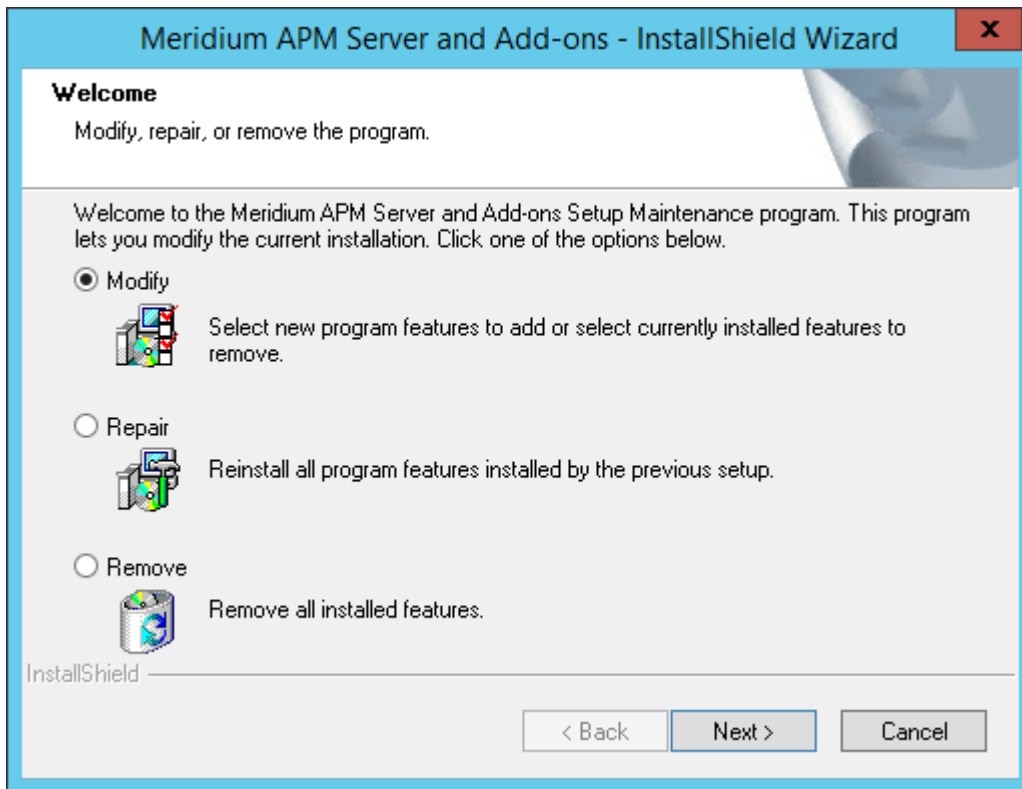 Meridium APM Server and Add-ons - InstallShield Wizard
x
Welcome
Modify, repair, or remove the program.
Welcome to the Meridium APM Server and Add-ons Setup Maintenance program. This program
lets you modify the current installation. Click one of the options below.
Modify
Select new program features to add or select currently installed features to
remove.
Repair
Reinstall all program features installed by the previous setup.
Remove
Remove all installed features.
InstallShield
< Back
Next >
Cancel